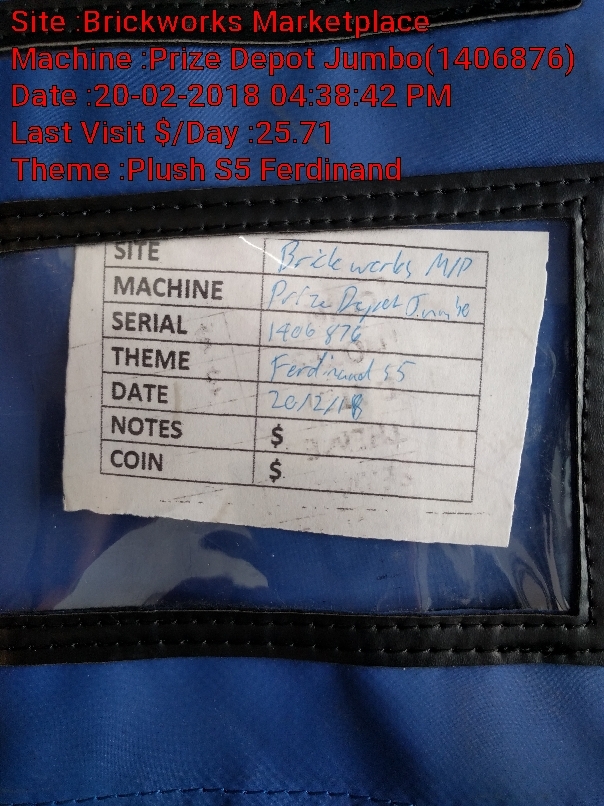 Site :Brickworks Marketplace
Machine :Prize Depot Jumbo(1406876)
Date :20-02-2018 04:38:42 PM
Last Visit $/Day :25.71
Theme :Plush S5 Ferdinand
SITE Brickworks M/P
MACHINE Prize Depot Jumbo
SERIAL 1406876
THEME Ferdinand S5
DATE 20/2/18
NOTES $
COIN $